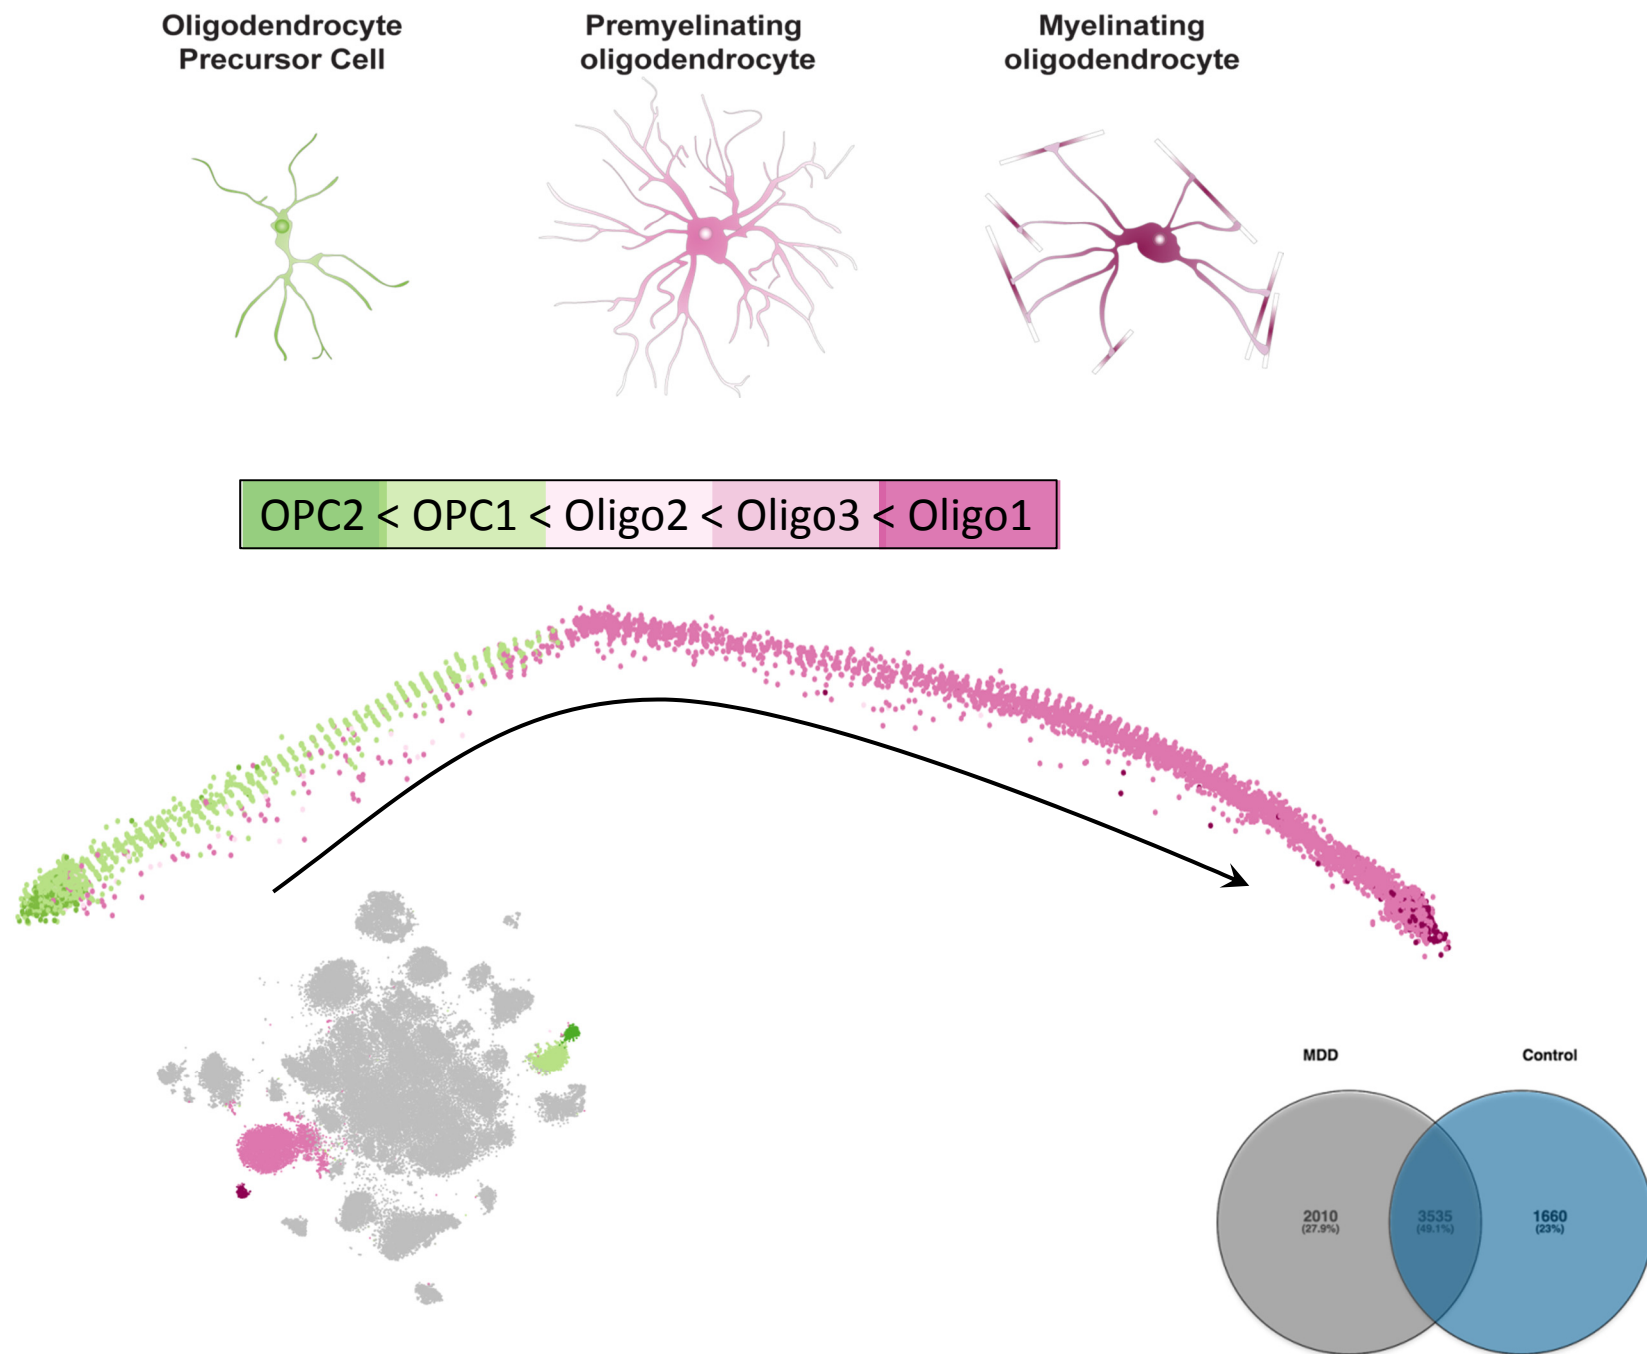 Oligodendrocyte
Precursor Cell
Premyelinating
oligodendrocyte
Myelinating
oligodendrocyte
OPC2 < OPC1 < Oligo2 < Oligo3 < Oligo1
MDD
Control
2010
(27.9%)
3535
(49.1%)
1660
(23%)